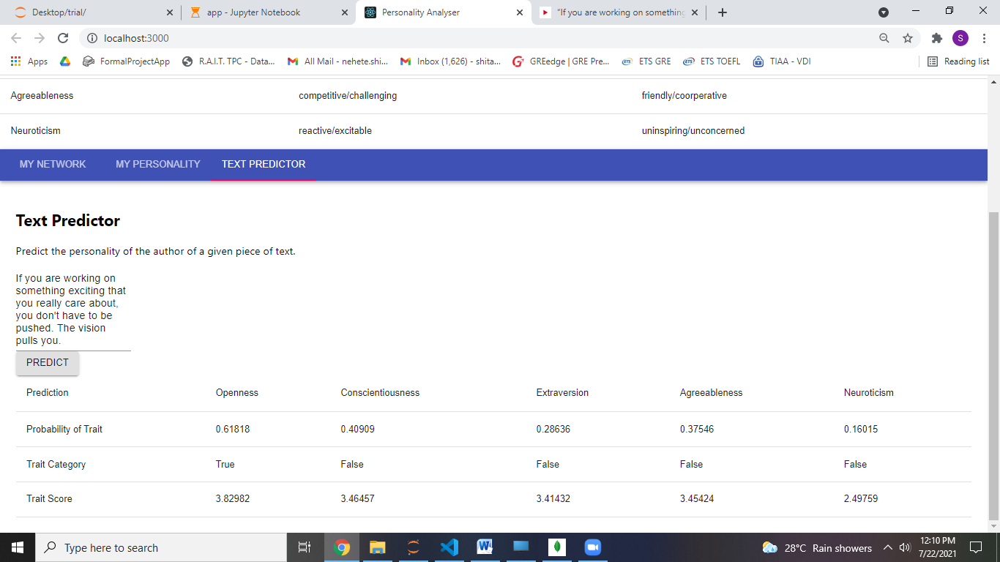 Desktop/trial/
app - Jupyter Notebook
Personality Analyser
"If you are working on something
localhost:3000
S
Apps
FormalProjectApp
R.A.I.T. TPC - Data...
All Mail - nehete.shi...
Inbox (1,626) - shita...
GREedge | GRE Pre...
ETS GRE
ETS TOEFL
TIAA - VDI
Reading list
Agreeableness competitive/challenging friendly/coorperative
Neuroticism reactive/excitable uninspiring/unconcerned
MY NETWORK MY PERSONALITY TEXT PREDICTOR
Text Predictor
Predict the personality of the author of a given piece of text.
If you are working on
something exciting that
you really care about,
you don't have to be
pushed. The vision
pulls you.
PREDICT
Prediction Openness Conscientiousness Extraversion Agreeableness Neuroticism
Probability of Trait 0.61818 0.40909 0.28636 0.37546 0.16015
Trait Category True False False False False
Trait Score 3.82982 3.46457 3.41432 3.45424 2.49759
Type here to search
28°C Rain showers
12:10 PM
7/22/2021